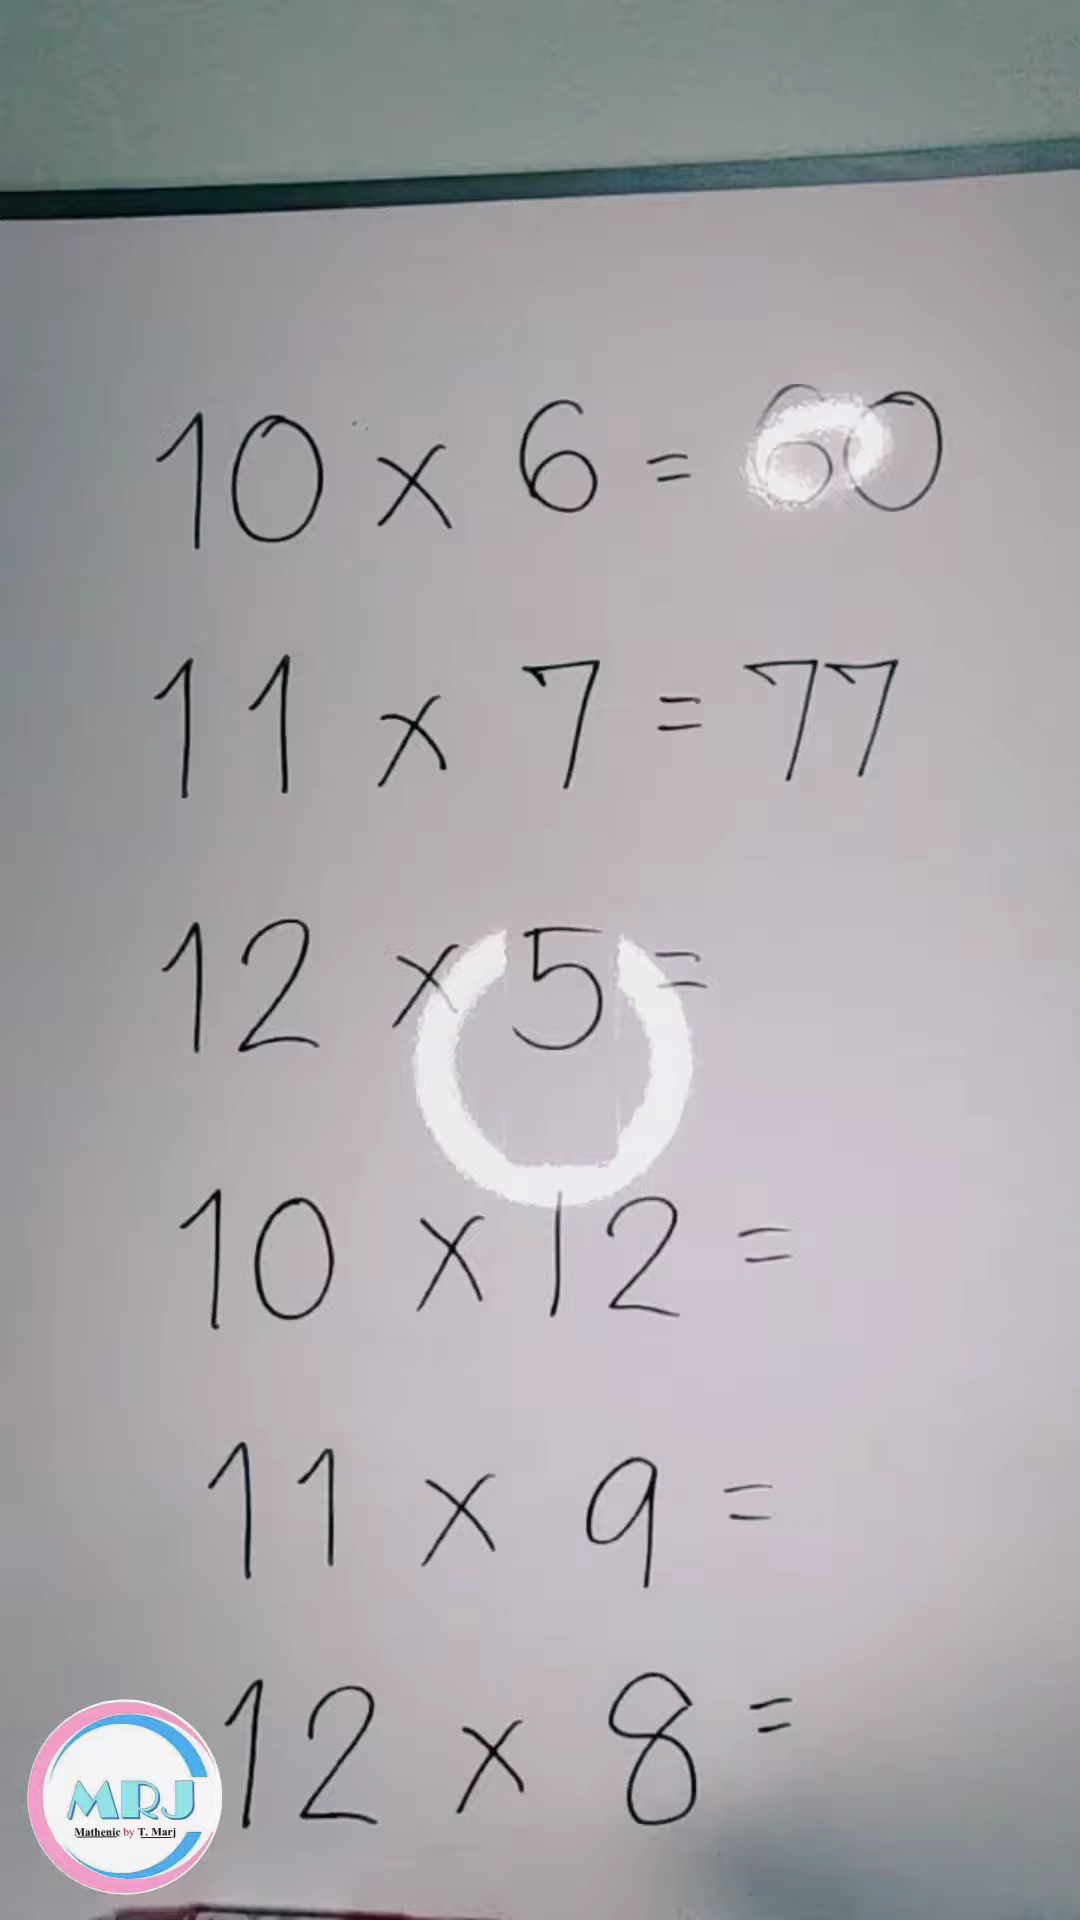 10 x 6 = 60
11 x 7 = 77
12 x 5 =
10 x 12 =
11 x 9 =
12 x 8 =
MRJ
Mathenic by T. Marj